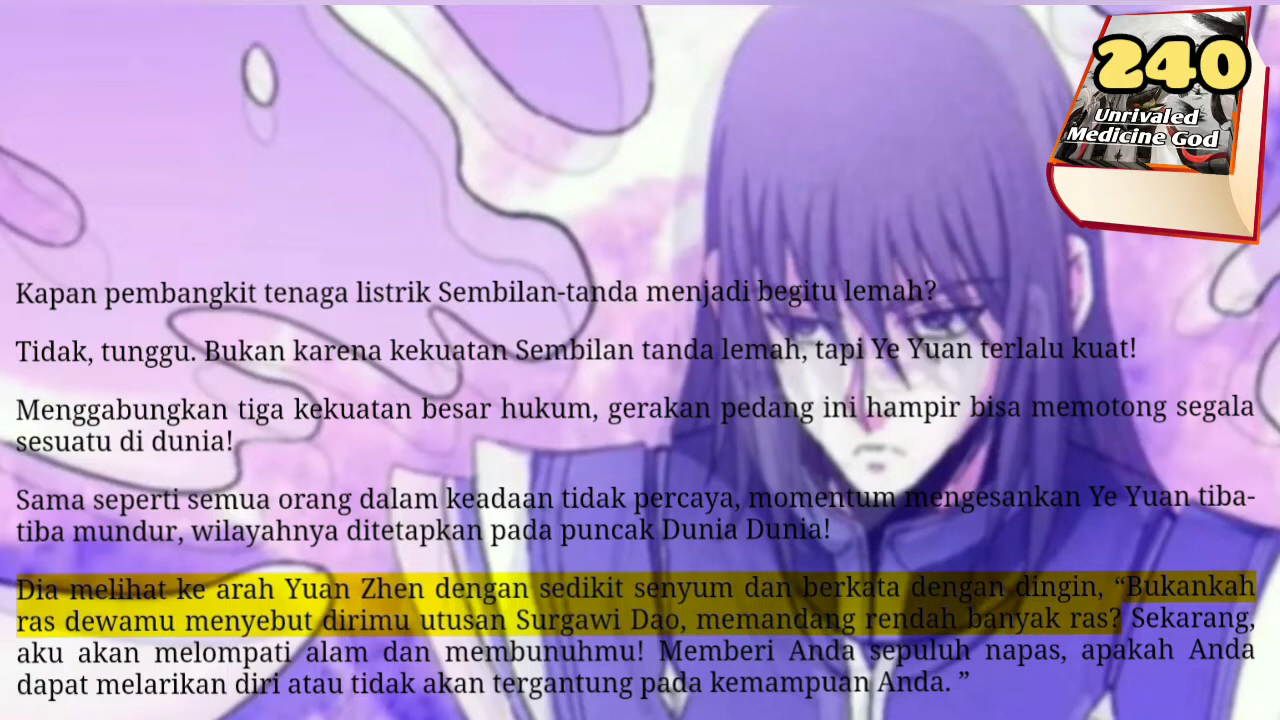 240
Unrivaled
Medicine God
Kapan pembangkit tenaga listrik Sembilan-tanda menjadi begitu lemah?
Tidak, tunggu. Bukan karena kekuatan Sembilan tanda lemah, tapi Ye Yuan terlalu kuat!
Menggabungkan tiga kekuatan besar hukum, gerakan pedang ini hampir bisa memotong segala
sesuatu di dunia!
Sama seperti semua orang dalam keadaan tidak percaya, momentum mengesankan Ye Yuan tiba-
tiba mundur, wilayahnya ditetapkan pada puncak Dunia Dunia!
Dia melihat ke arah Yuan Zhen dengan sedikit senyum dan berkata dengan dingin, “Bukankah
ras dewamu menyebut dirimu utusan Surgawi Dao, memandang rendah banyak ras? Sekarang,
aku akan melompati alam dan membunuhmu! Memberi Anda sepuluh napas, apakah Anda
dapat melarikan diri atau tidak akan tergantung pada kemampuan Anda. ”